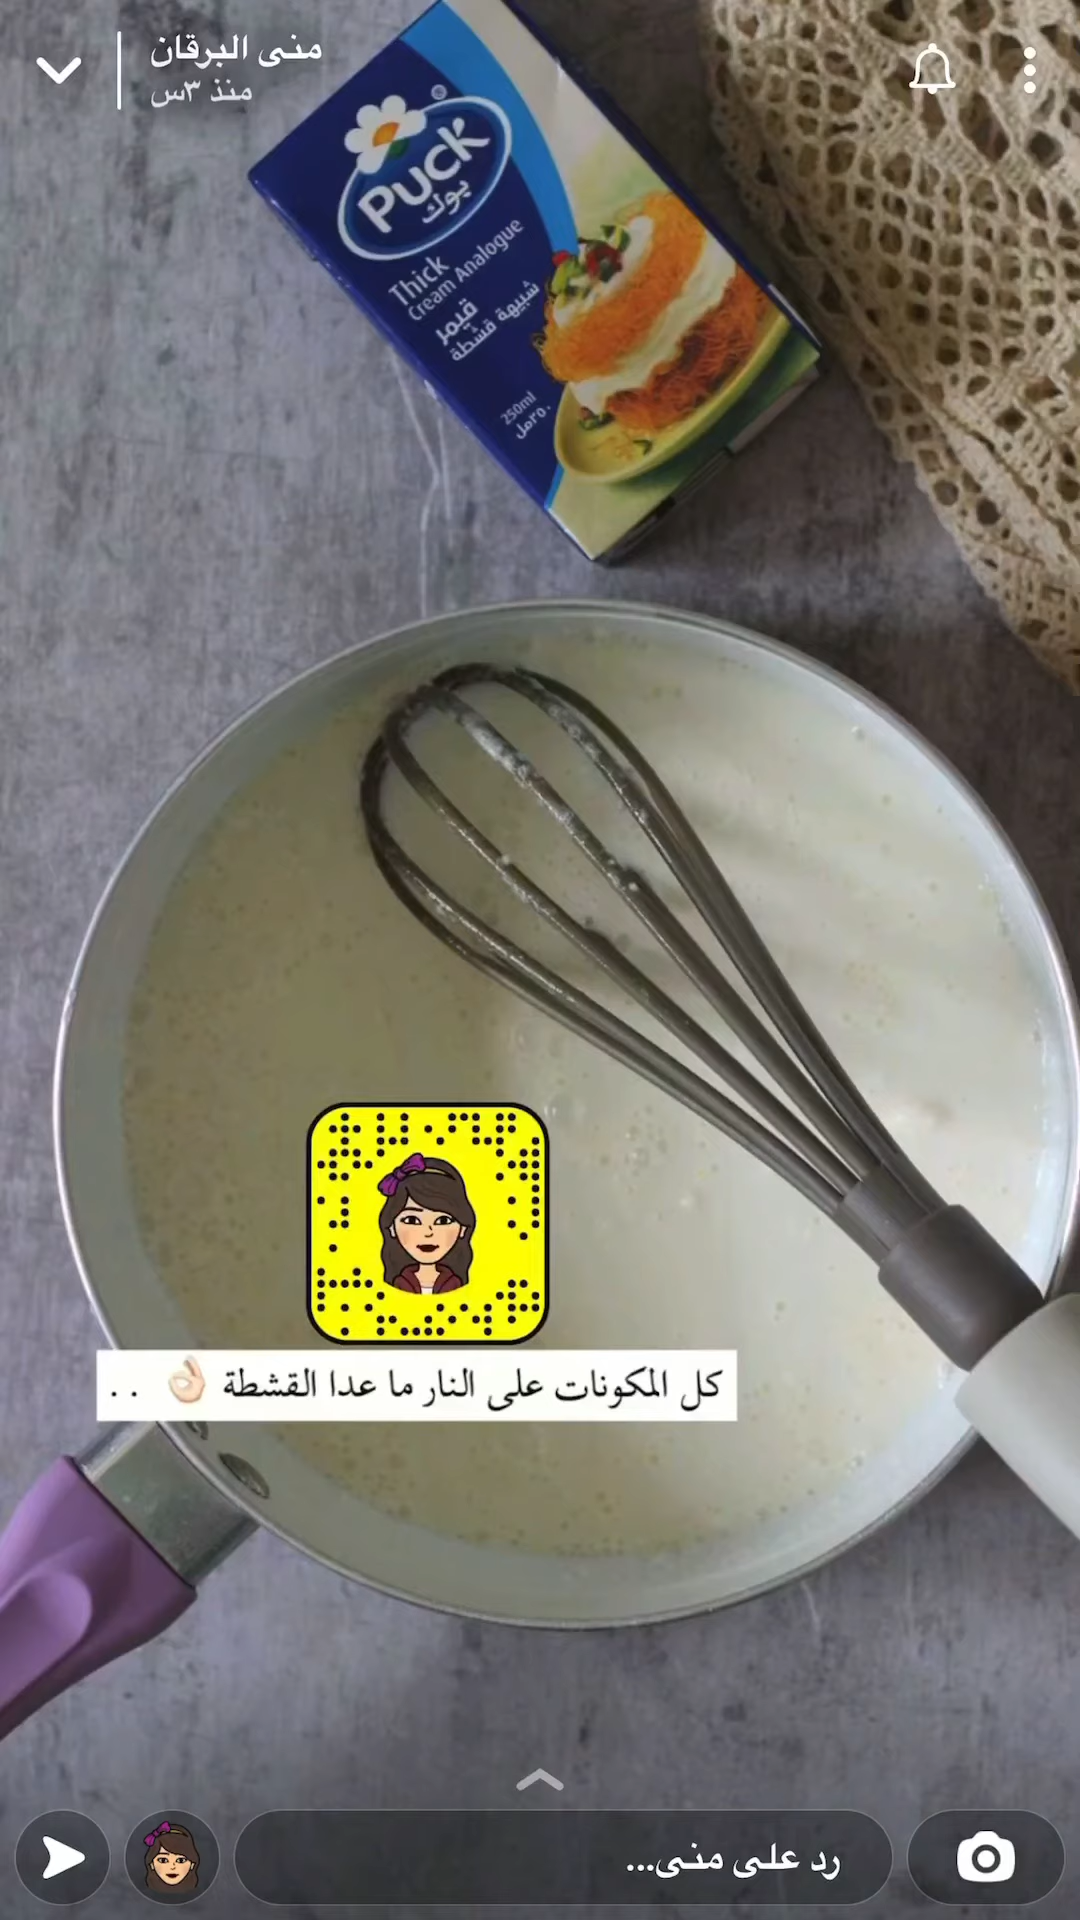 منى البرقان
منذ ٣س
PUCK
بوك
Thick
Cream Analogue
قيمر
شبيهة قشطة
250ml
٢٥٠مل
كل المكونات على النار ما عدا القشطة 👌🏻 ..
رد على منى...